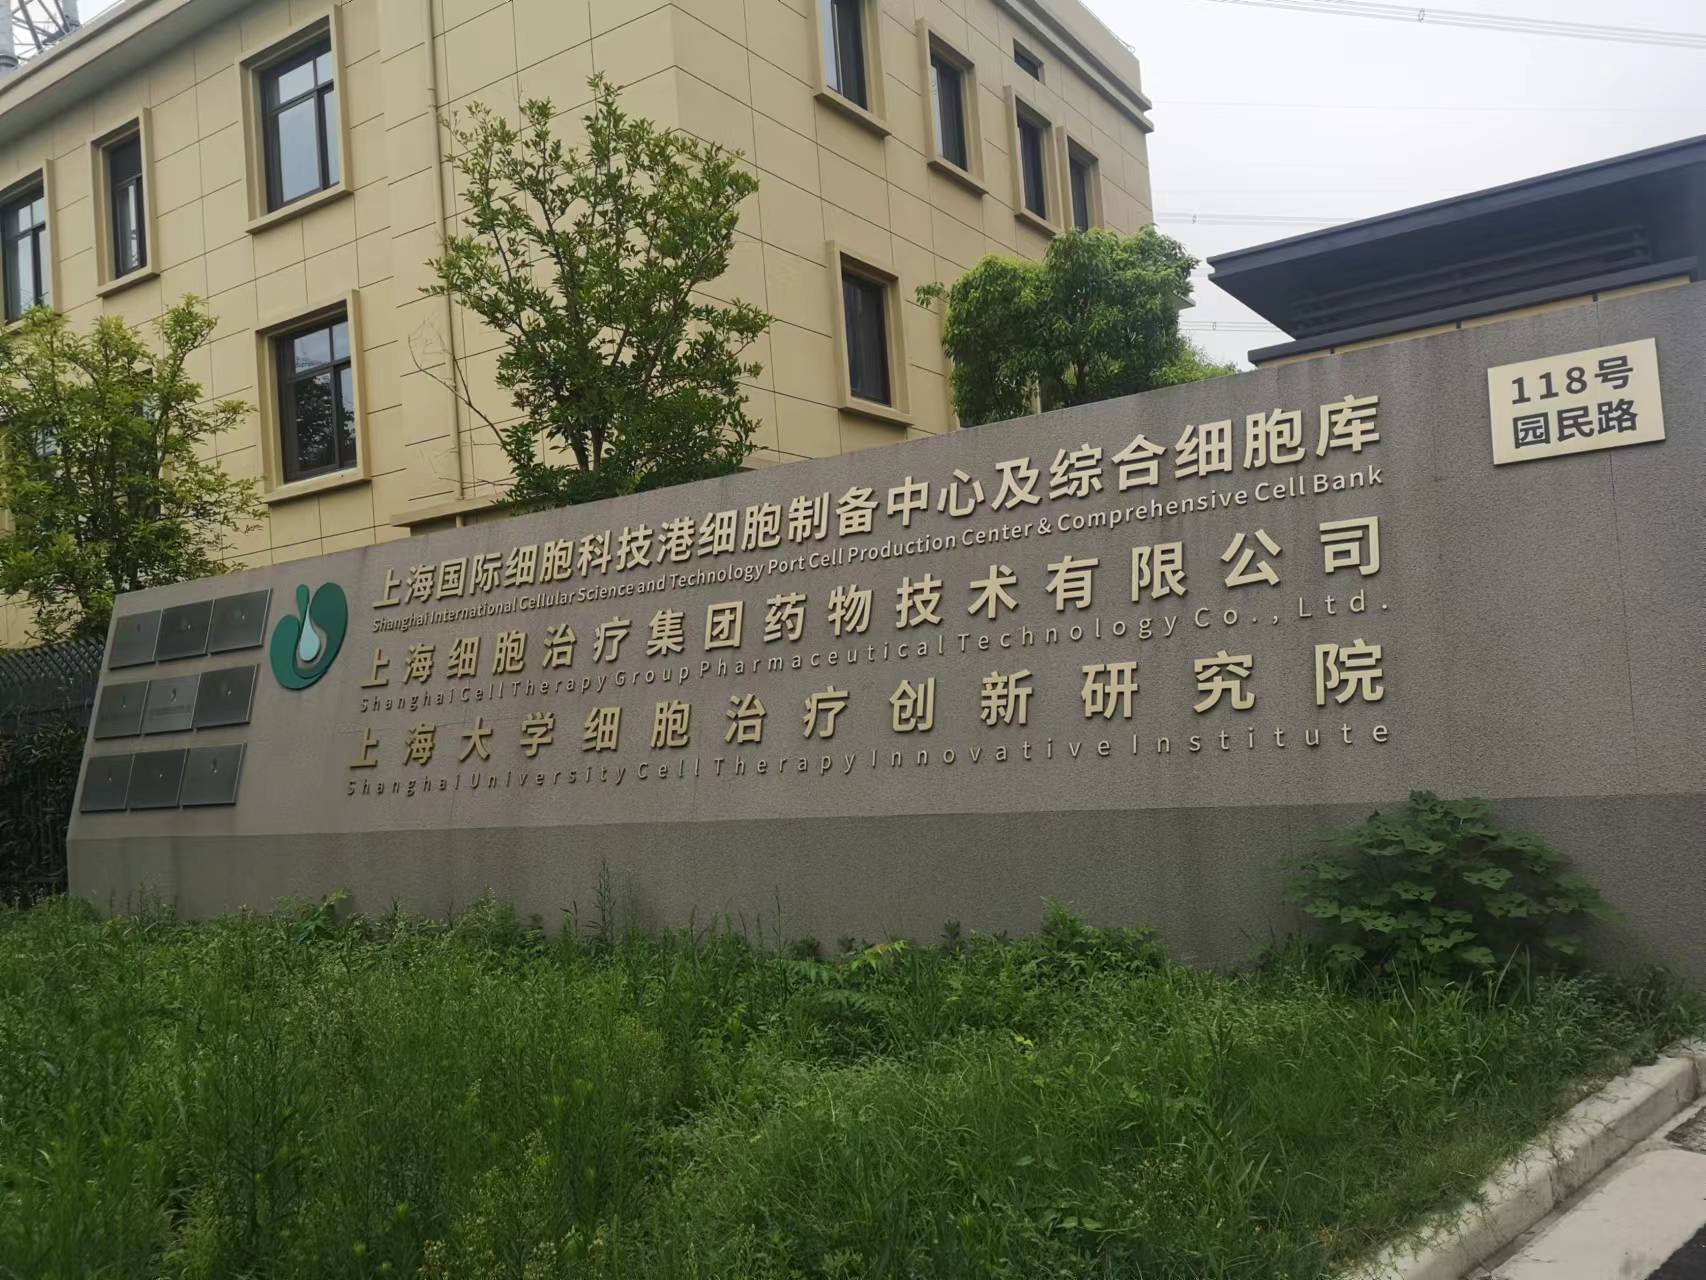 上海国际细胞科技港细胞制备中心及综合细胞库
Shanghai International Cellular Science and Technology Port Cell Production Center & Comprehensive Cell Bank
上海细胞治疗集团药物技术有限公司
Shanghai Cell Therapy Group Pharmaceutical Technology Co., Ltd.
上海大学细胞治疗创新研究院
Shanghai University Cell Therapy Innovative Institute
118号
园民路